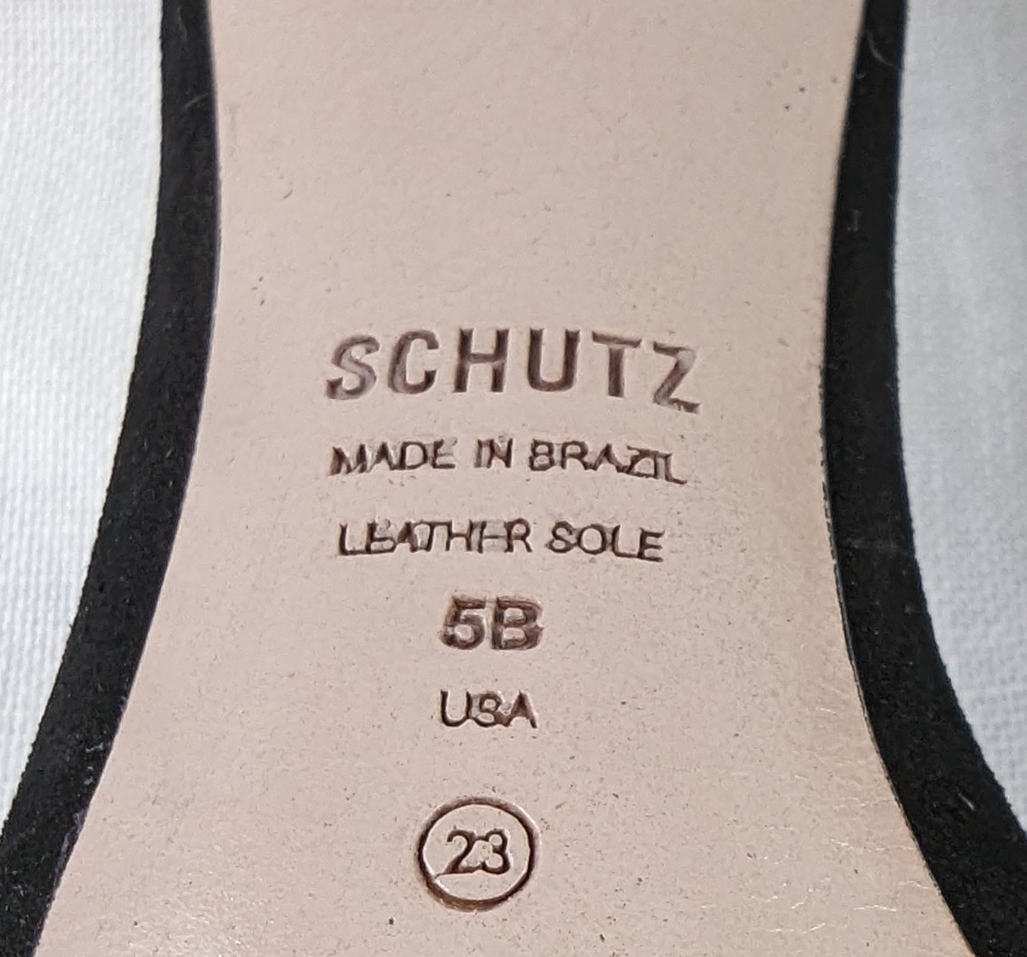 SCHUTZ
MADE IN BRAZIL
LEATHER SOLE
5B
USA
23